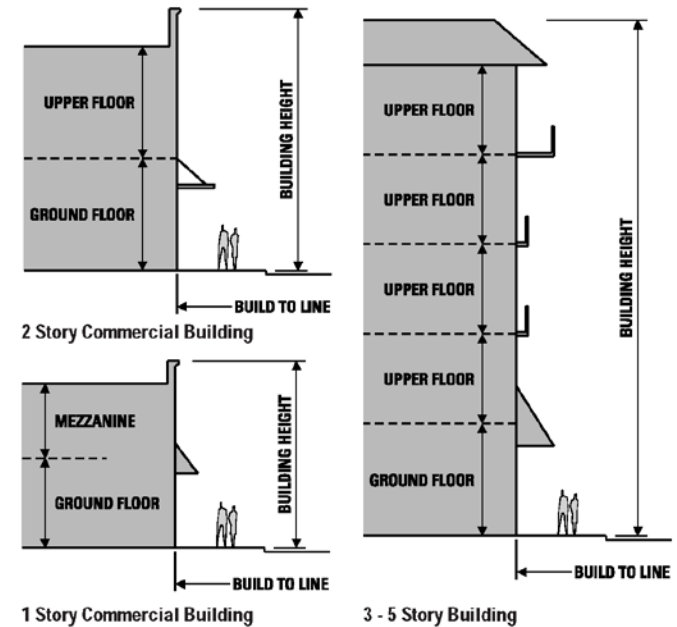 UPPER FLOOR
GROUND FLOOR
BUILDING HEIGHT
BUILD TO LINE
2 Story Commercial Building
MEZZANINE
GROUND FLOOR
BUILDING HEIGHT
BUILD TO LINE
1 Story Commercial Building
UPPER FLOOR
UPPER FLOOR
UPPER FLOOR
UPPER FLOOR
GROUND FLOOR
BUILDING HEIGHT
BUILD TO LINE
3 - 5 Story Building